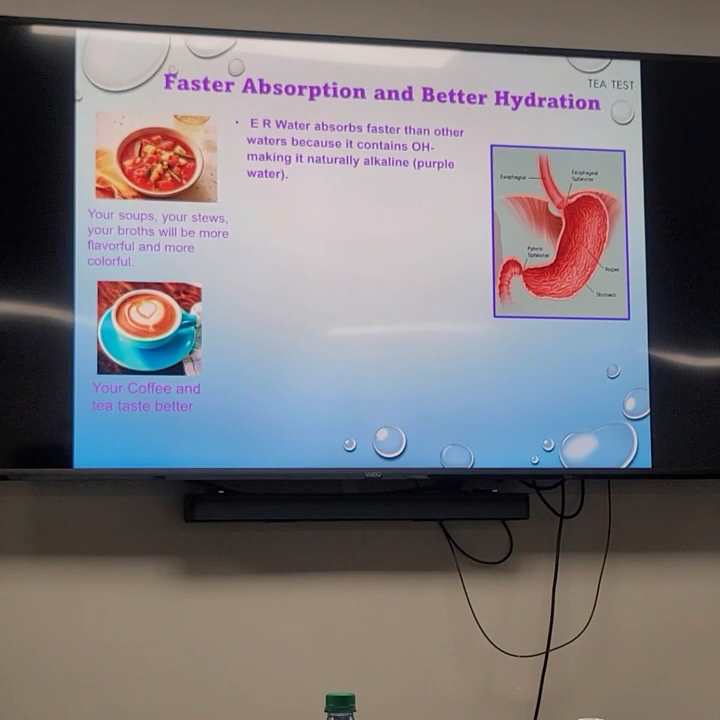 TEA TEST
Faster Absorption and Better Hydration
• E R Water absorbs faster than other
waters because it contains OH-
making it naturally alkaline (purple
water).
Your soups, your stews,
your broths will be more
flavorful and more
colorful.
Your Coffee and
tea taste better
Esophagus
Esophageal
Sphincter
Pyloric
Sphincter
Rugae
Stomach
VIZIO